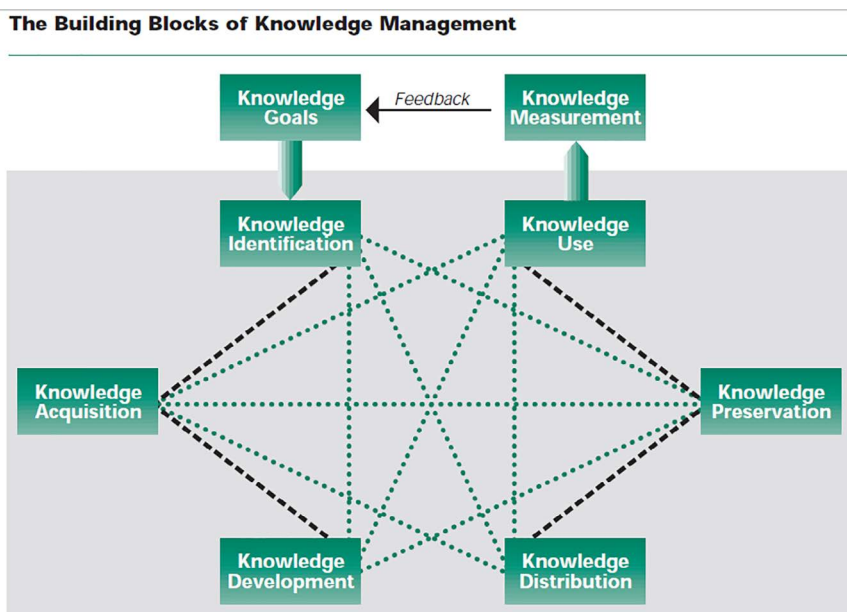 The Building Blocks of Knowledge Management
Knowledge
Goals
Feedback
Knowledge
Measurement
Knowledge
Identification
Knowledge
Use
Knowledge
Acquisition
Knowledge
Preservation
Knowledge
Development
Knowledge
Distribution